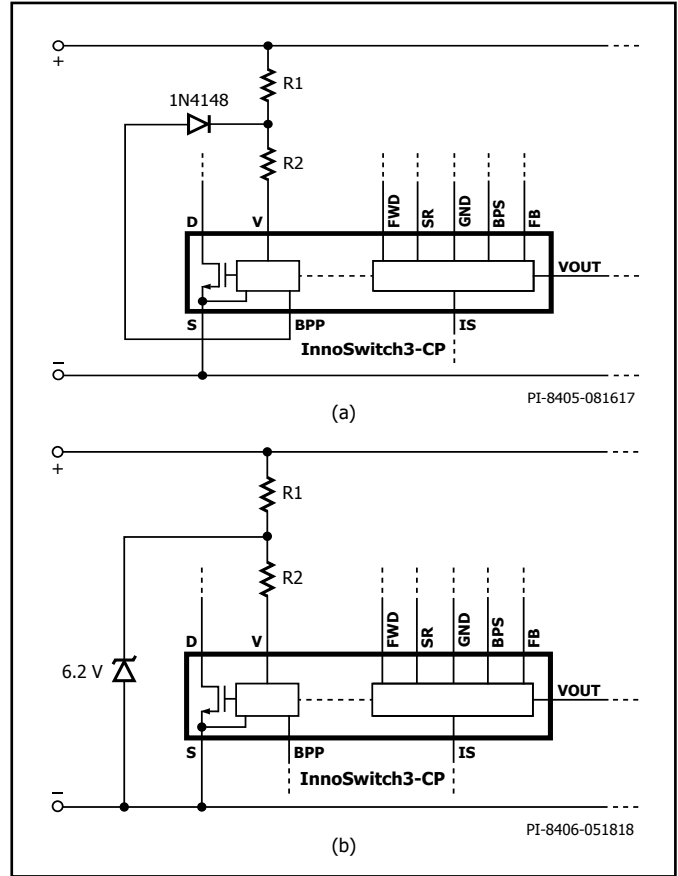 +
R1
1N4148
R2
D
V
FWD
SR
GND
BPS
FB
VOUT
S
BPP
IS
InnoSwitch3-CP
–
PI-8405-081617
(a)
+
R1
R2
D
V
FWD
SR
GND
BPS
FB
6.2 V
VOUT
S
BPP
IS
InnoSwitch3-CP
–
PI-8406-051818
(b)